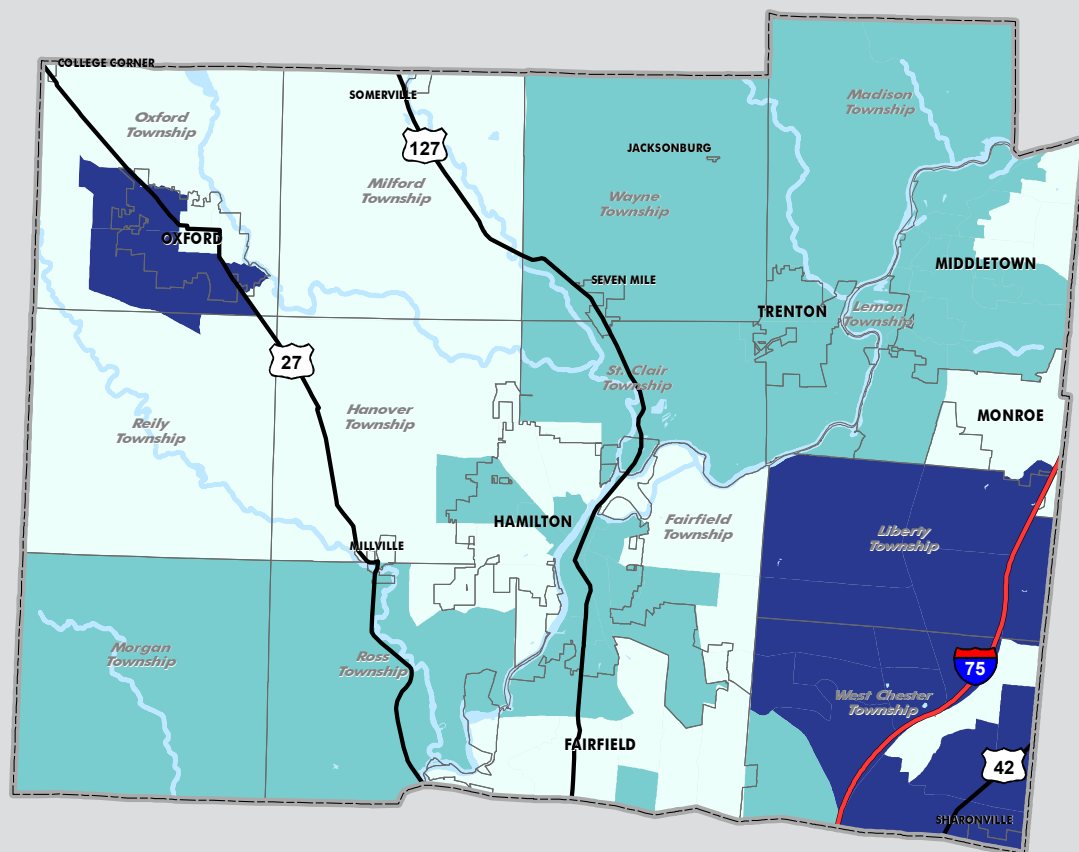 COLLEGE CORNER
SOMERVILLE
Oxford
Township
Madison
Township
127
JACKSONBURG
Milford
Township
Wayne
Township
OXFORD
MIDDLETOWN
SEVEN MILE
TRENTON
Lemon
Township
27
St. Clair
Township
Hanover
Township
Reily
Township
MONROE
HAMILTON
Fairfield
Township
Liberty
Township
MILLVILLE
Morgan
Township
Ross
Township
75
West Chester
Township
FAIRFIELD
42
SHARONVILLE